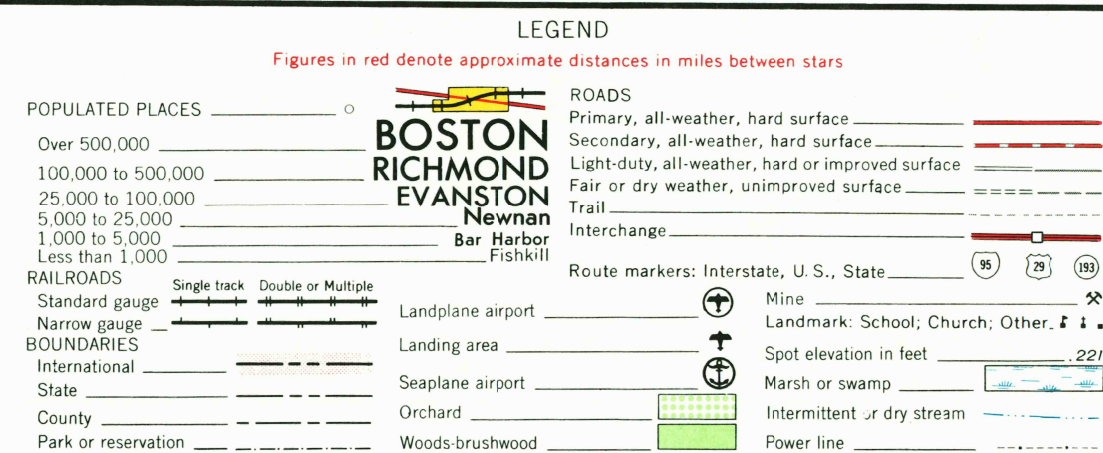 LEGEND
Figures in red denote approximate distances in miles between stars
POPULATED PLACES
Over 500,000 BOSTON
100,000 to 500,000 RICHMOND
25,000 to 100,000 EVANSTON
5,000 to 25,000 Newnan
1,000 to 5,000 Bar Harbor
Less than 1,000 Fishkill
RAILROADS
Single track Double or Multiple
Standard gauge
Narrow gauge
BOUNDARIES
International
State
County
Park or reservation
Landplane airport
Landing area
Seaplane airport
Orchard
Woods-brushwood
ROADS
Primary, all-weather, hard surface
Secondary, all-weather, hard surface
Light-duty, all-weather, hard or improved surface
Fair or dry weather, unimproved surface
Trail
Interchange
Route markers: Interstate, U. S., State 95 29 193
Mine
Landmark: School; Church; Other
Spot elevation in feet .221
Marsh or swamp
Intermittent or dry stream
Power line